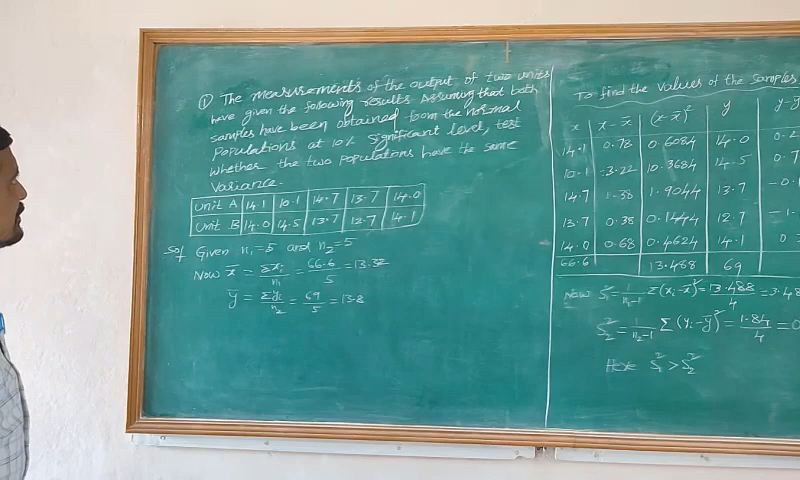 ① The measurements of the output of two units
have given the following results Assuming that both
samples have been obtained from the normal
Populations at 10% significant level, test
whether the two populations have the same
Variance.
Unit A 14.1 10.1 14.7 13.7 14.0
Unit B 14.0 14.5 13.7 12.7 14.1
Sol Given n₁=5 and n₂=5
Now x̄ = Σxᵢ/n₁ = 66.6/5 = 13.32
ȳ = Σyᵢ/n₂ = 69/5 = 13.8
To find the values of the samples
x x-x̄ (x-x̄)² y y-ȳ
14.1 0.78 0.6084 14.0 0.2
10.1 -3.22 10.3684 14.5 0.7
14.7 1.38 1.9044 13.7 -0.1
13.7 0.38 0.1444 12.7 -1.
14.0 0.68 0.4624 14.1 0.
66.6 13.488 69
Now S₁² = 1/(n₁-1) Σ(xᵢ-x̄)² = 13.488/4 = 3.48
S₂² = 1/(n₂-1) Σ(yᵢ-ȳ)² = 1.84/4 = 0
Here S₁² > S₂²